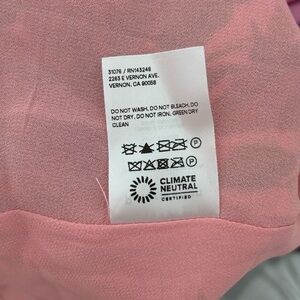 31076 / RN143246
2263 E VERNON AVE.
VERNON, CA 90058
DO NOT WASH, DO NOT BLEACH, DO
NOT DRY, DO NOT IRON, GREEN DRY
CLEAN
P
P
CLIMATE
NEUTRAL
CERTIFIED